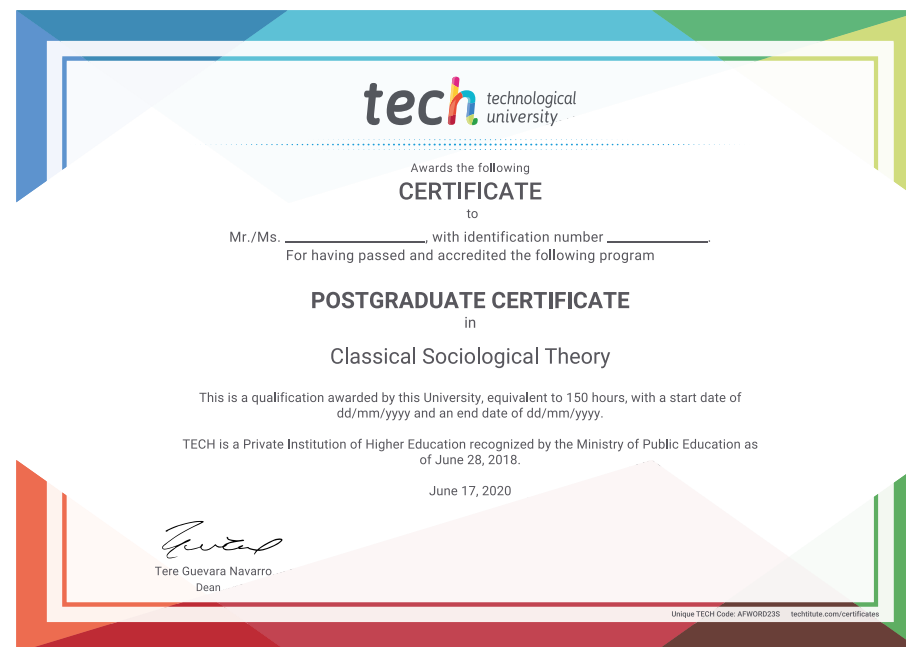 tech technological
university
Awards the following
CERTIFICATE
to
Mr./Ms. ____________________, with identification number ______________.
For having passed and accredited the following program
POSTGRADUATE CERTIFICATE
in
Classical Sociological Theory
This is a qualification awarded by this University, equivalent to 150 hours, with a start date of
dd/mm/yyyy and an end date of dd/mm/yyyy.
TECH is a Private Institution of Higher Education recognized by the Ministry of Public Education as
of June 28, 2018.
June 17, 2020
Tere Guevara Navarro
Dean
Unique TECH Code: AFWORD23S techtitute.com/certificates